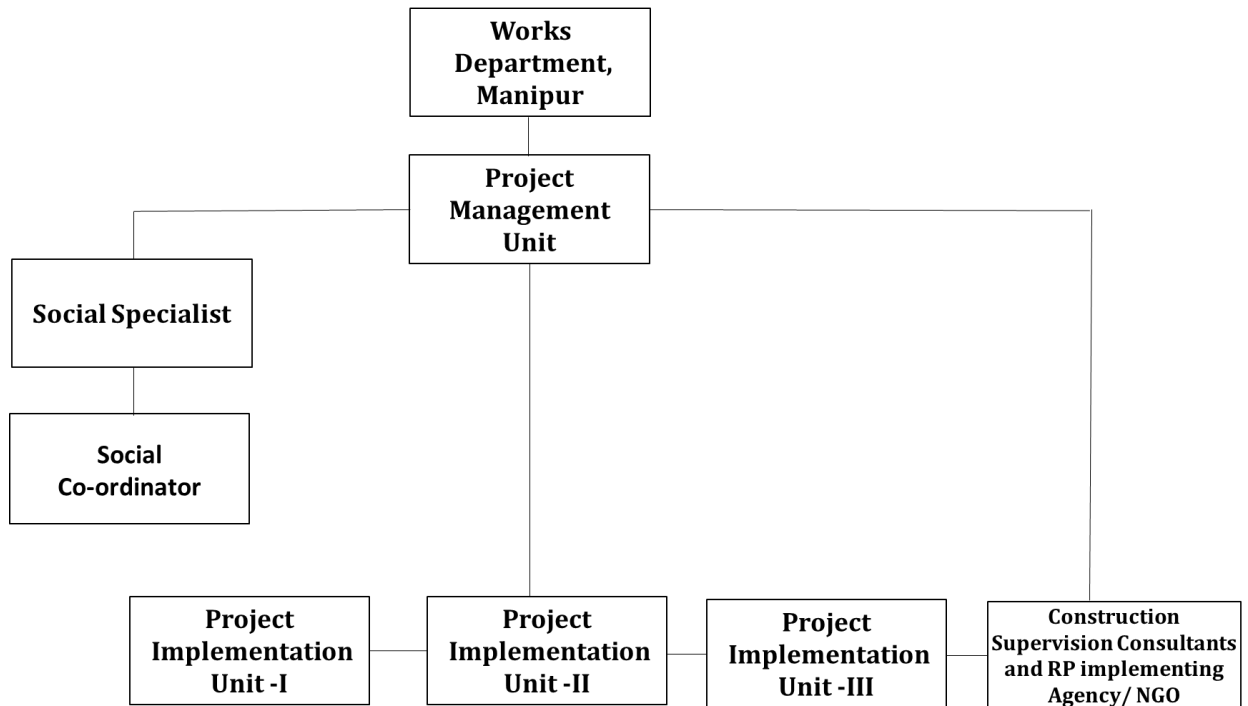 Works
Department,
Manipur
Project
Management
Unit
Social Specialist
Social
Co-ordinator
Project
Implementation
Unit -I
Project
Implementation
Unit -II
Project
Implementation
Unit -III
Construction
Supervision Consultants
and RP implementing
Agency/ NGO